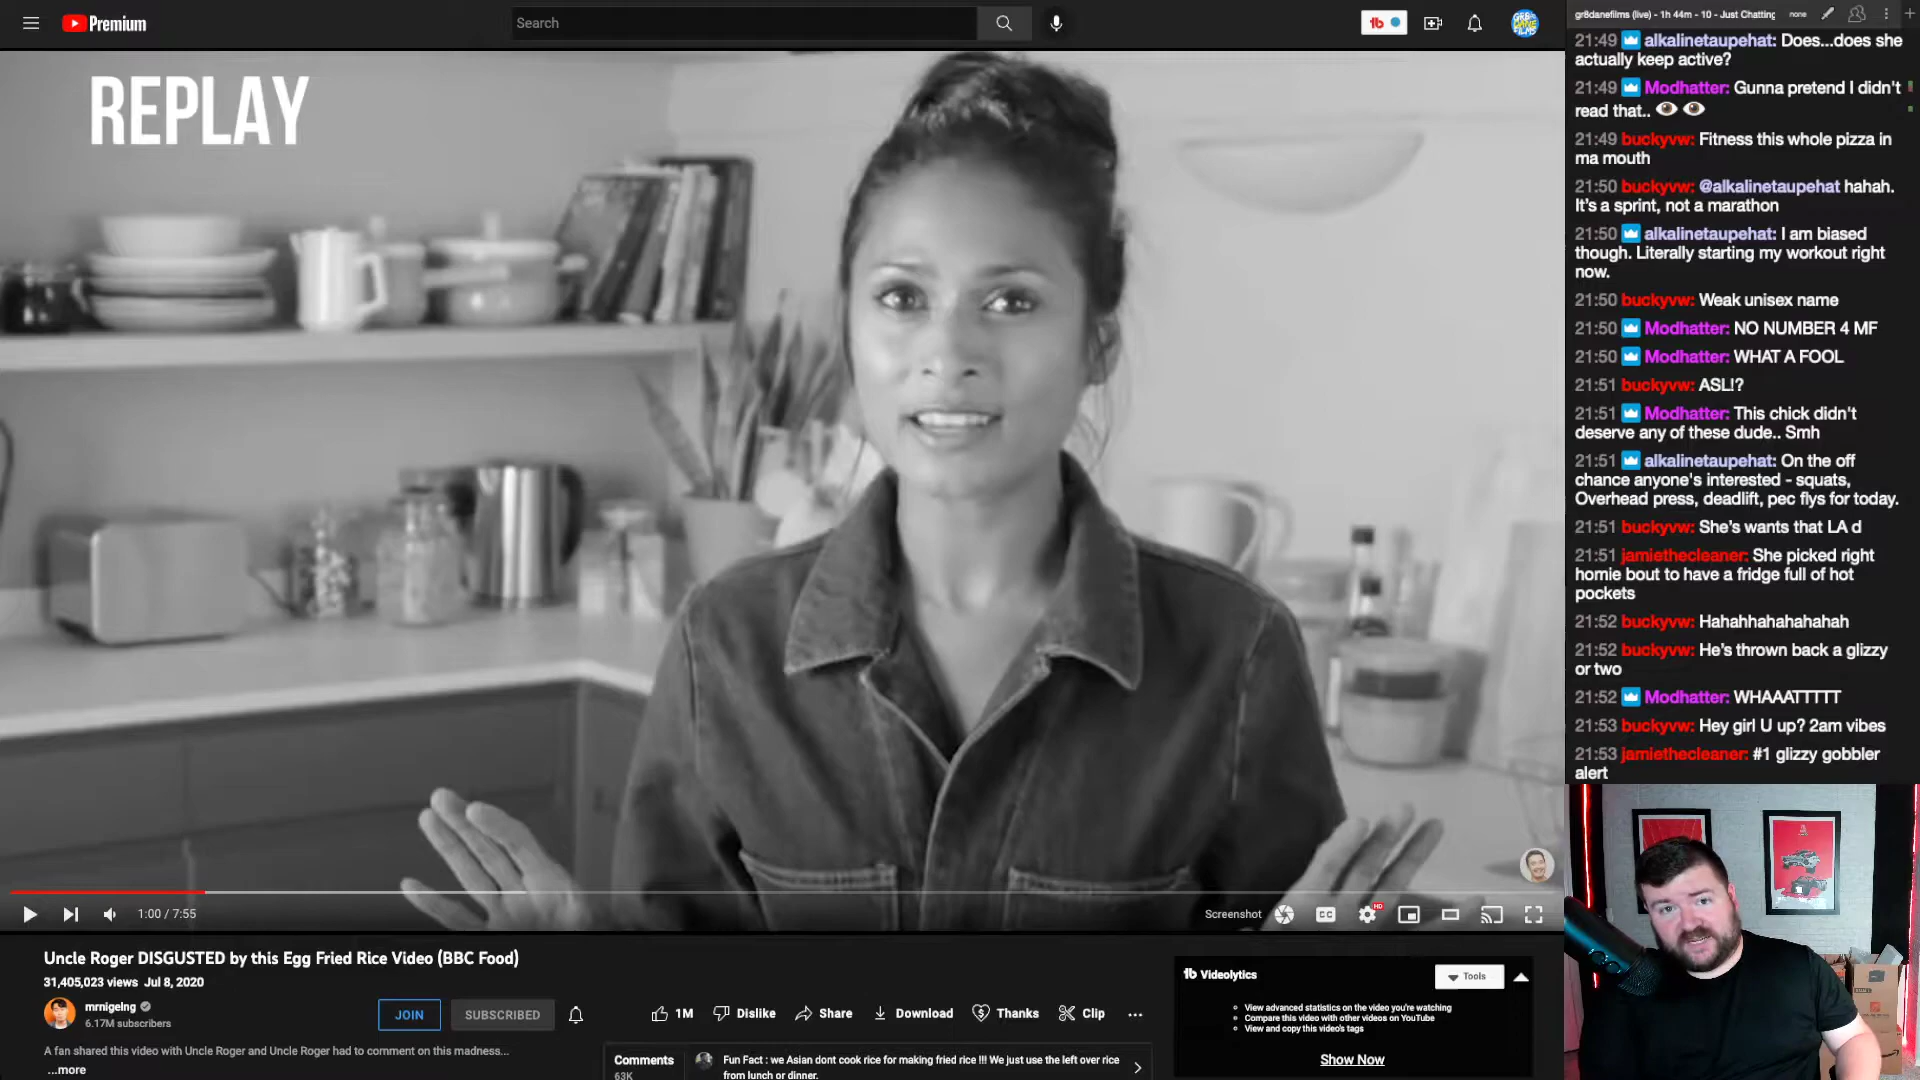 Premium
Search
REPLAY
1:00 / 7:55
Screenshot
CC
HD
Uncle Roger DISGUSTED by this Egg Fried Rice Video (BBC Food)
31,405,023 views Jul 8, 2020
mrnigelng
6.17M subscribers
JOIN
SUBSCRIBED
1M
Dislike
Share
Download
Thanks
Clip
A fan shared this video with Uncle Roger and Uncle Roger had to comment on this madness...
...more
Comments
63K
Fun Fact : we Asian dont cook rice for making fried rice !!! We just use the left over rice
from lunch or dinner.
tb Videolytics
Tools
View advanced statistics on the video you're watching
Compare this video with other videos on YouTube
View and copy this video's tags
Show Now
gr8danefilms (live) - 1h 44m - 10 - Just Chatting
none
21:49 alkalinetaupehat: Does...does she
actually keep active?
21:49 Modhatter: Gunna pretend I didn't
read that.. 👁 👁
21:49 buckyvw: Fitness this whole pizza in
ma mouth
21:50 buckyvw: @alkalinetaupehat hahah.
It's a sprint, not a marathon
21:50 alkalinetaupehat: I am biased
though. Literally starting my workout right
now.
21:50 buckyvw: Weak unisex name
21:50 Modhatter: NO NUMBER 4 MF
21:50 Modhatter: WHAT A FOOL
21:51 buckyvw: ASL!?
21:51 Modhatter: This chick didn't
deserve any of these dude.. Smh
21:51 alkalinetaupehat: On the off
chance anyone's interested - squats,
Overhead press, deadlift, pec flys for today.
21:51 buckyvw: She's wants that LA d
21:51 jamiethecleaner: She picked right
homie bout to have a fridge full of hot
pockets
21:52 buckyvw: Hahahhahahahahah
21:52 buckyvw: He's thrown back a glizzy
or two
21:52 Modhatter: WHAAATTTTT
21:53 buckyvw: Hey girl U up? 2am vibes
21:53 jamiethecleaner: #1 glizzy gobbler
alert